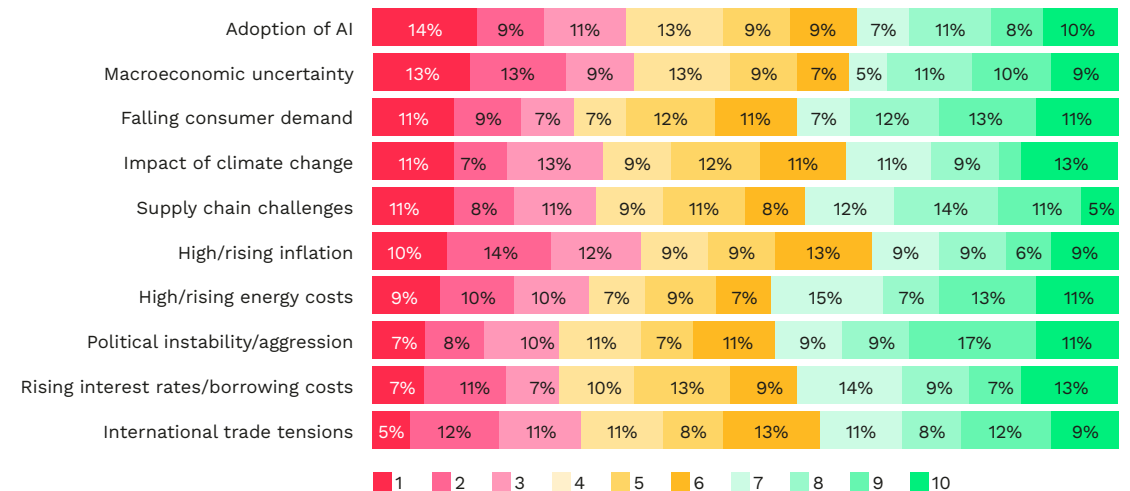 Adoption of AI 14% 9% 11% 13% 9% 9% 7% 11% 8% 10%
Macroeconomic uncertainty 13% 13% 9% 13% 9% 7% 5% 11% 10% 9%
Falling consumer demand 11% 9% 7% 7% 12% 11% 7% 12% 13% 11%
Impact of climate change 11% 7% 13% 9% 12% 11% 11% 9% 13%
Supply chain challenges 11% 8% 11% 9% 11% 8% 12% 14% 11% 5%
High/rising inflation 10% 14% 12% 9% 9% 13% 9% 9% 6% 9%
High/rising energy costs 9% 10% 10% 7% 9% 7% 15% 7% 13% 11%
Political instability/aggression 7% 8% 10% 11% 7% 11% 9% 9% 17% 11%
Rising interest rates/borrowing costs 7% 11% 7% 10% 13% 9% 14% 9% 7% 13%
International trade tensions 5% 12% 11% 11% 8% 13% 11% 8% 12% 9%
1 2 3 4 5 6 7 8 9 10